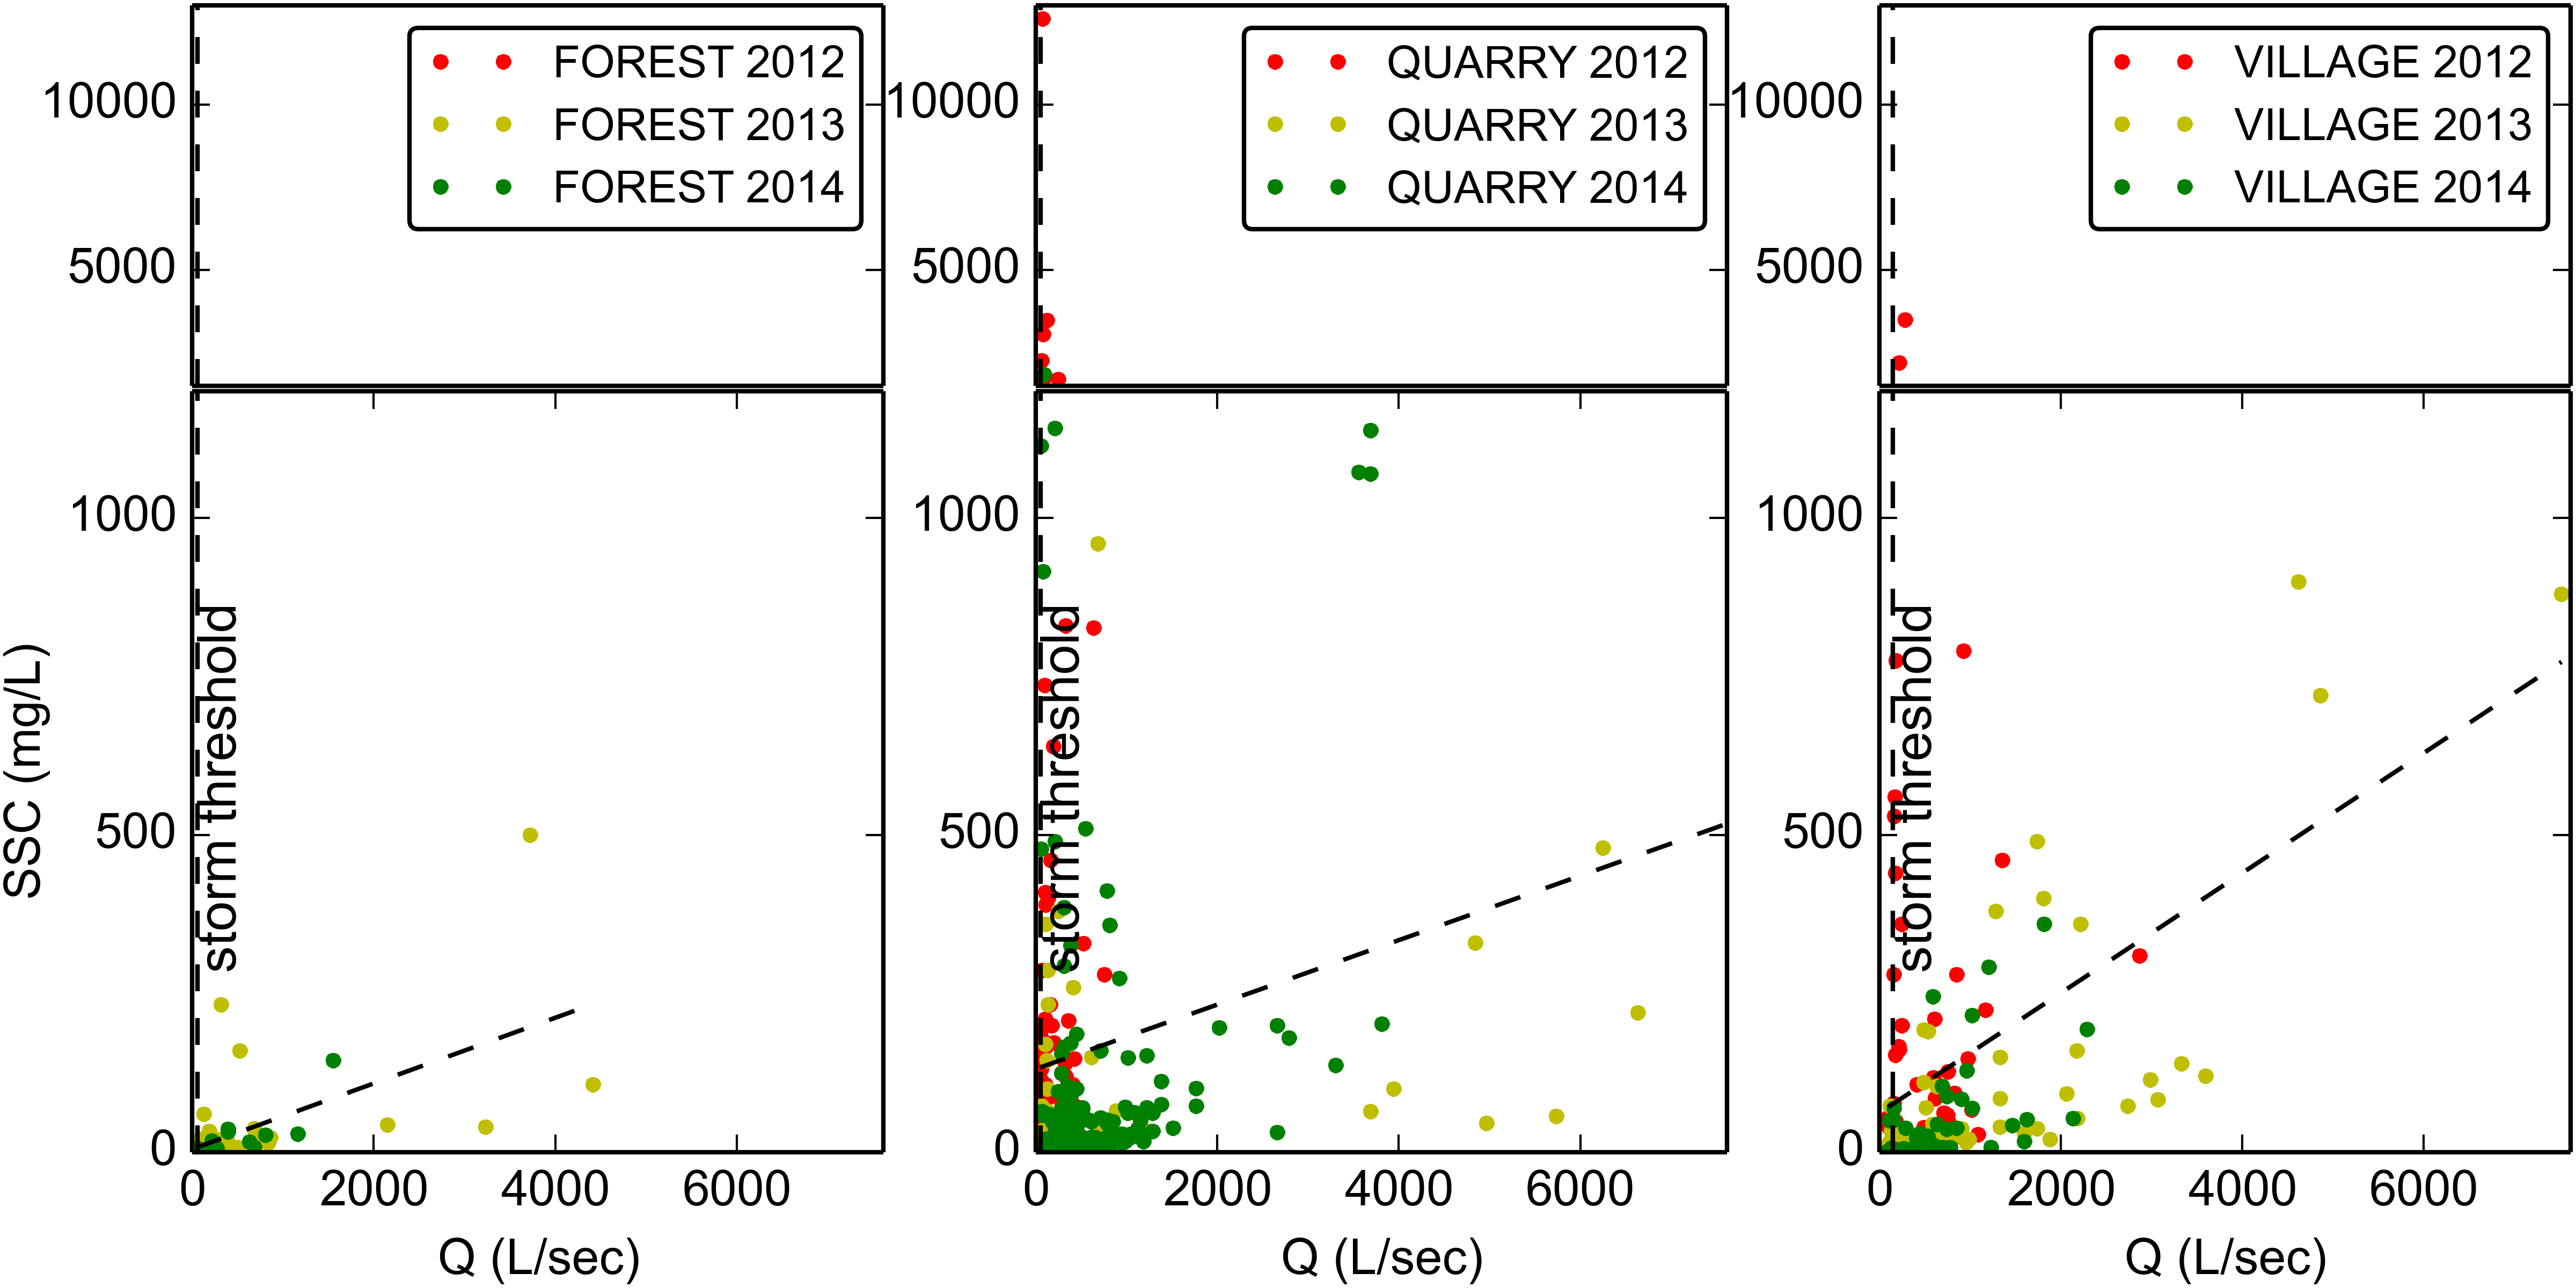 FOREST 2012
FOREST 2013
FOREST 2014
10000
5000
QUARRY 2012
QUARRY 2013
QUARRY 2014
10000
5000
VILLAGE 2012
VILLAGE 2013
VILLAGE 2014
10000
5000
SSC (mg/L)
1000
500
0
storm threshold
0 2000 4000 6000
Q (L/sec)
1000
500
0
storm threshold
0 2000 4000 6000
Q (L/sec)
1000
500
0
storm threshold
0 2000 4000 6000
Q (L/sec)